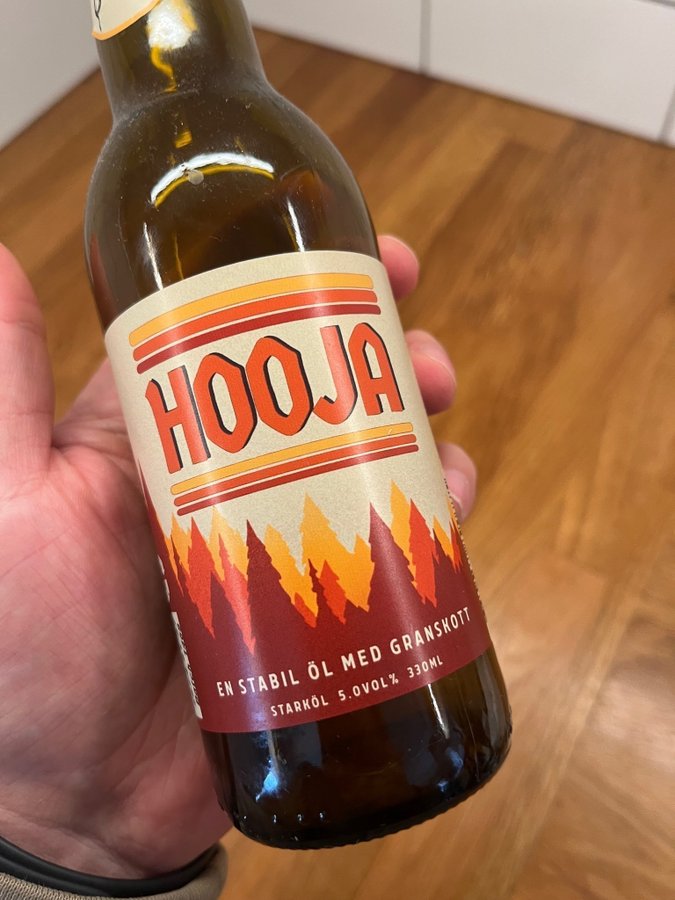 HOOJA
EN STABIL ÖL MED GRANSKOTT
STARKÖL 5.0VOL% 330ML